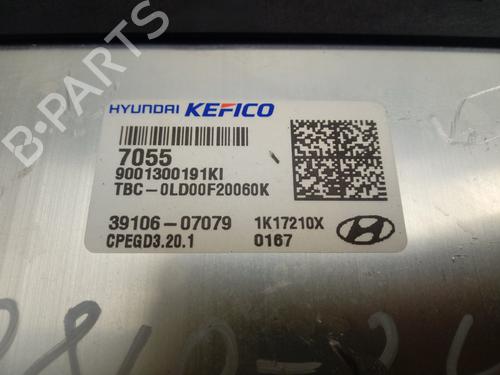 B-PARTS
HYUNDAI KEFICO
7055
9001300191KI
TBC-0LD00F20060K
39106-07079 1K17210X
CPEGD3.20.1 0167